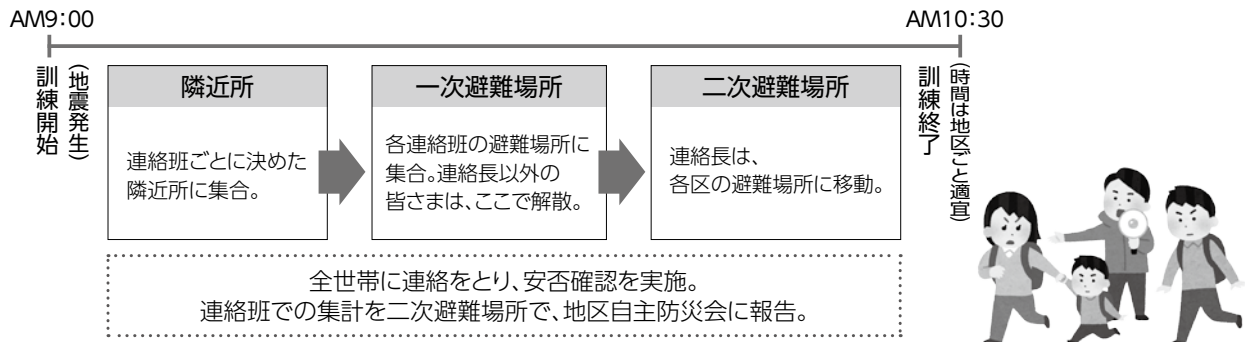 AM9:00
AM10:30
訓練開始
(地震発生)
隣近所
連絡班ごとに決めた
隣近所に集合。
一次避難場所
各連絡班の避難場所に
集合。連絡長以外の
皆さまは、ここで解散。
二次避難場所
連絡長は、
各区の避難場所に移動。
訓練終了
(時間は地区ごと適宜)
全世帯に連絡をとり、安否確認を実施。
連絡班での集計を二次避難場所で、地区自主防災会に報告。